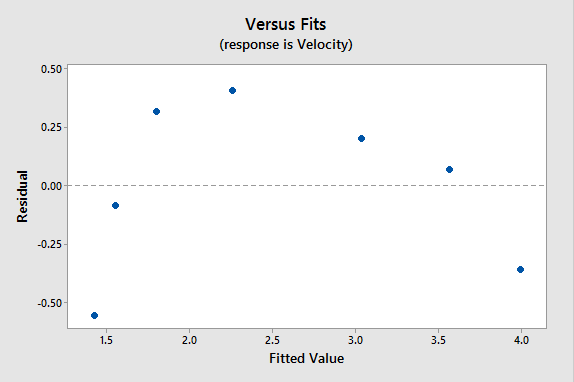 Versus Fits
(response is Velocity)
0.50
0.25
0.00
-0.25
-0.50
Residual
1.5 2.0 2.5 3.0 3.5 4.0
Fitted Value